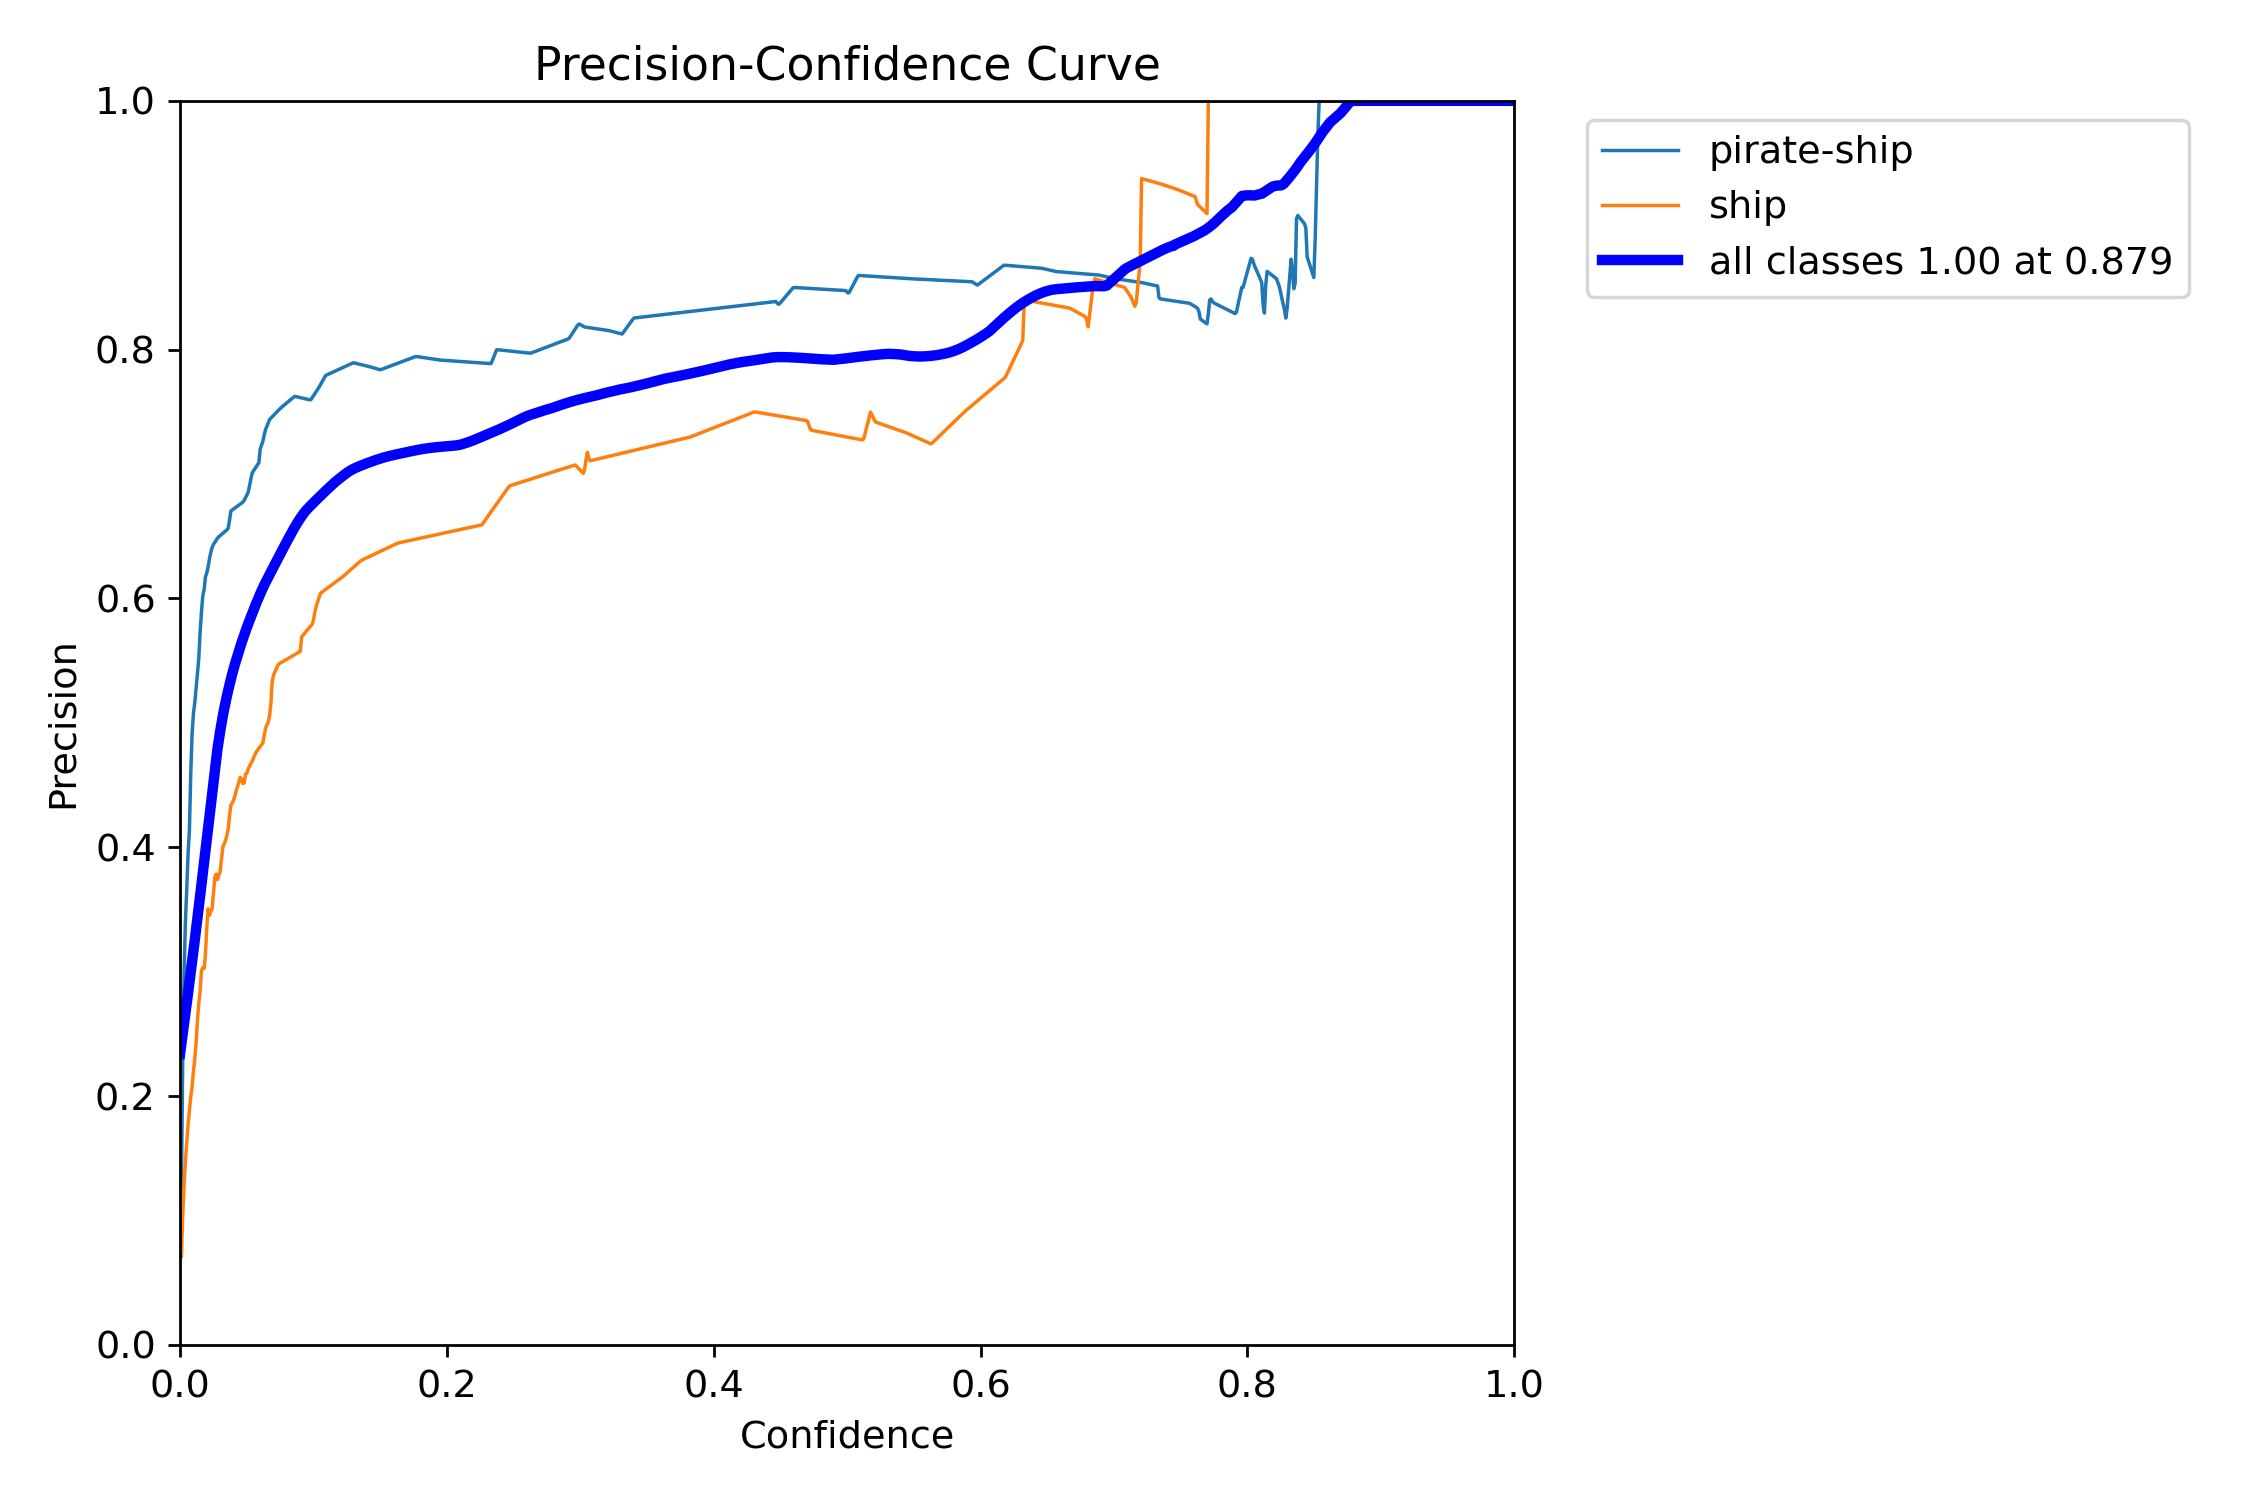 Precision-Confidence Curve
1.0
0.8
0.6
0.4
0.2
0.0
Precision
0.0 0.2 0.4 0.6 0.8 1.0
Confidence
pirate-ship
ship
all classes 1.00 at 0.879